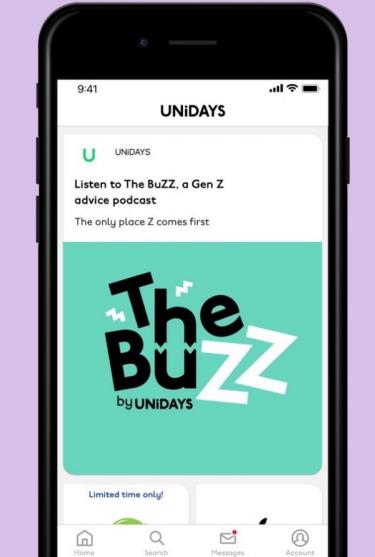 9:41
UNiDAYS
U
UNiDAYS
Listen to The BuZZ, a Gen Z
advice podcast
The only place Z comes first
The
BuZZ
by UNiDAYS
Limited time only!
Home Search Messages Account